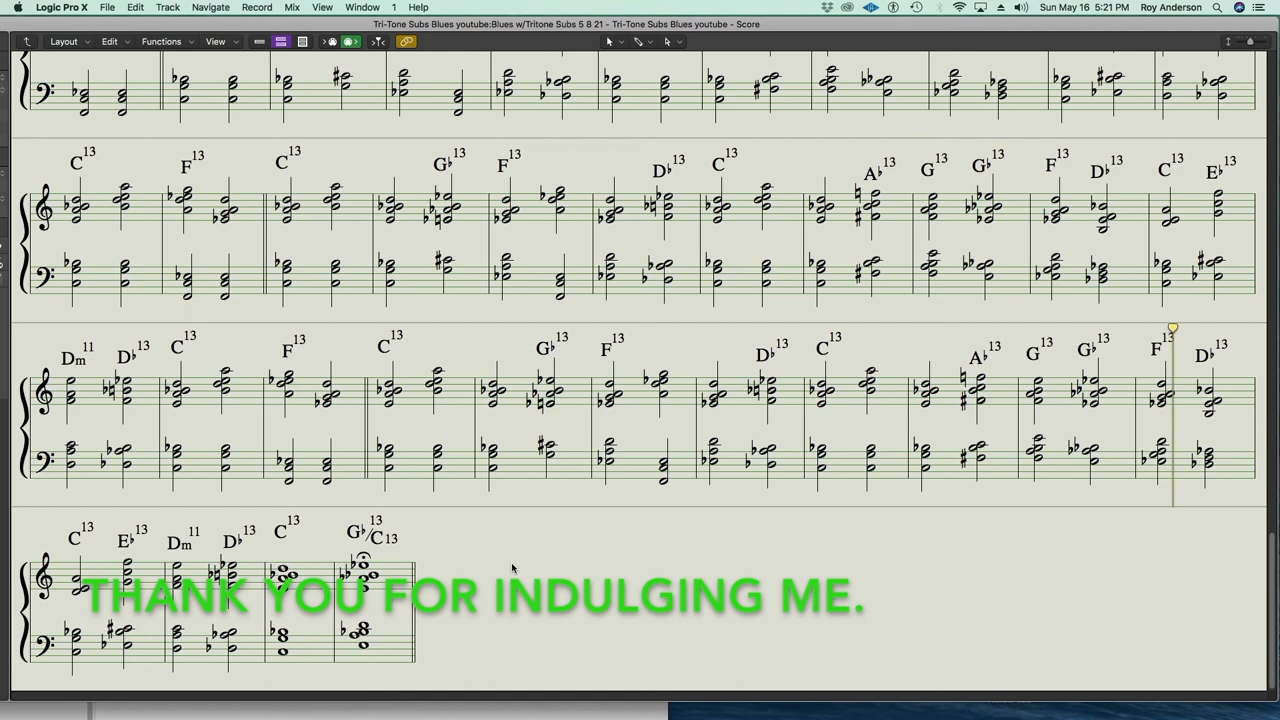 Logic Pro X File Edit Track Navigate Record Mix View Window 1 Help Sun May 16 5:21 PM Roy Anderson
Tri-Tone Subs Blues youtube:Blues w/Tritone Subs 5 8 21 - Tri-Tone Subs Blues youtube - Score
Layout Edit Functions View
C13 F13 C13 G♭13 F13 D♭13 C13 A♭13 G13 G♭13 F13 D♭13 C13 E♭13
Dm11 D♭13 C13 F13 C13 G♭13 F13 D♭13 C13 A♭13 G13 G♭13 F13 D♭13
C13 E♭13 Dm11 D♭13 C13 G♭13/C13
THANK YOU FOR INDULGING ME.